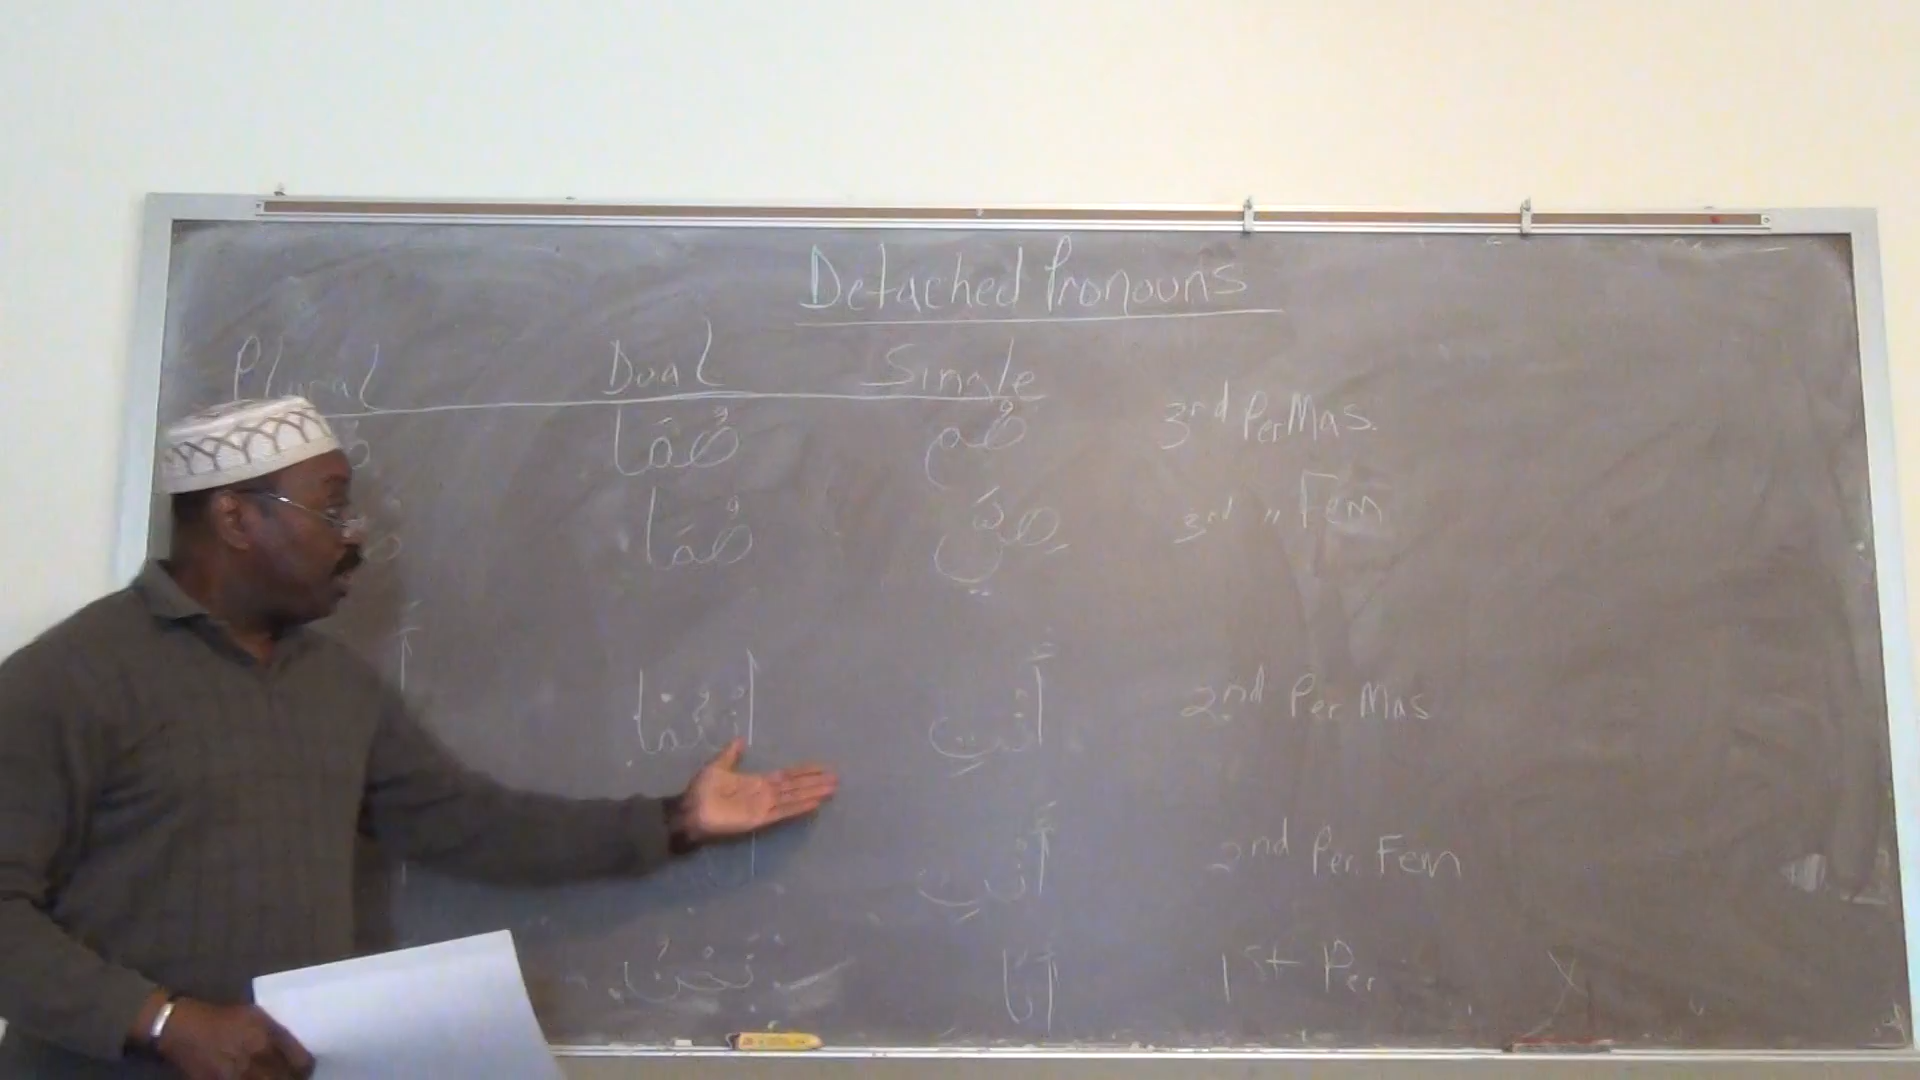 Detached Pronouns
Plural Dual Single
3rd Per Mas. هُم هُمَا
3rd " Fem هِيَ هُمَا
2nd Per Mas أَنْتَ أَنْتُمَا
2nd Per. Fem أَنْتِ
1st Per أَنَا نَحْنُ